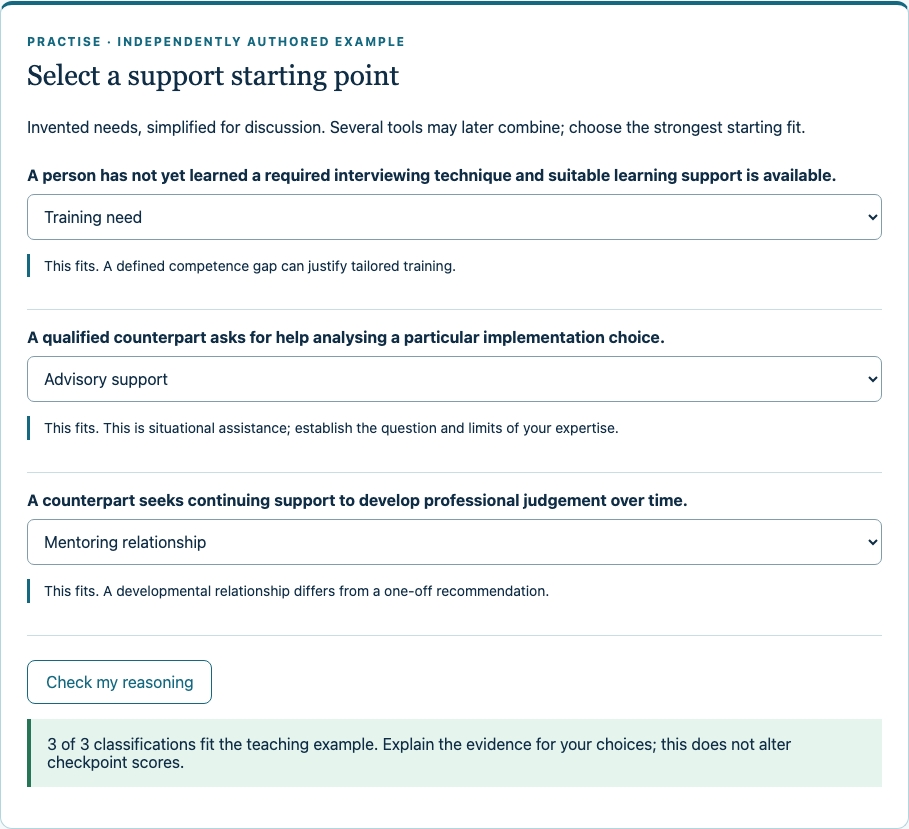 PRACTISE · INDEPENDENTLY AUTHORED EXAMPLE
Select a support starting point
Invented needs, simplified for discussion. Several tools may later combine; choose the strongest starting fit.
A person has not yet learned a required interviewing technique and suitable learning support is available.
Training need
This fits. A defined competence gap can justify tailored training.
A qualified counterpart asks for help analysing a particular implementation choice.
Advisory support
This fits. This is situational assistance; establish the question and limits of your expertise.
A counterpart seeks continuing support to develop professional judgement over time.
Mentoring relationship
This fits. A developmental relationship differs from a one-off recommendation.
Check my reasoning
3 of 3 classifications fit the teaching example. Explain the evidence for your choices; this does not alter
checkpoint scores.